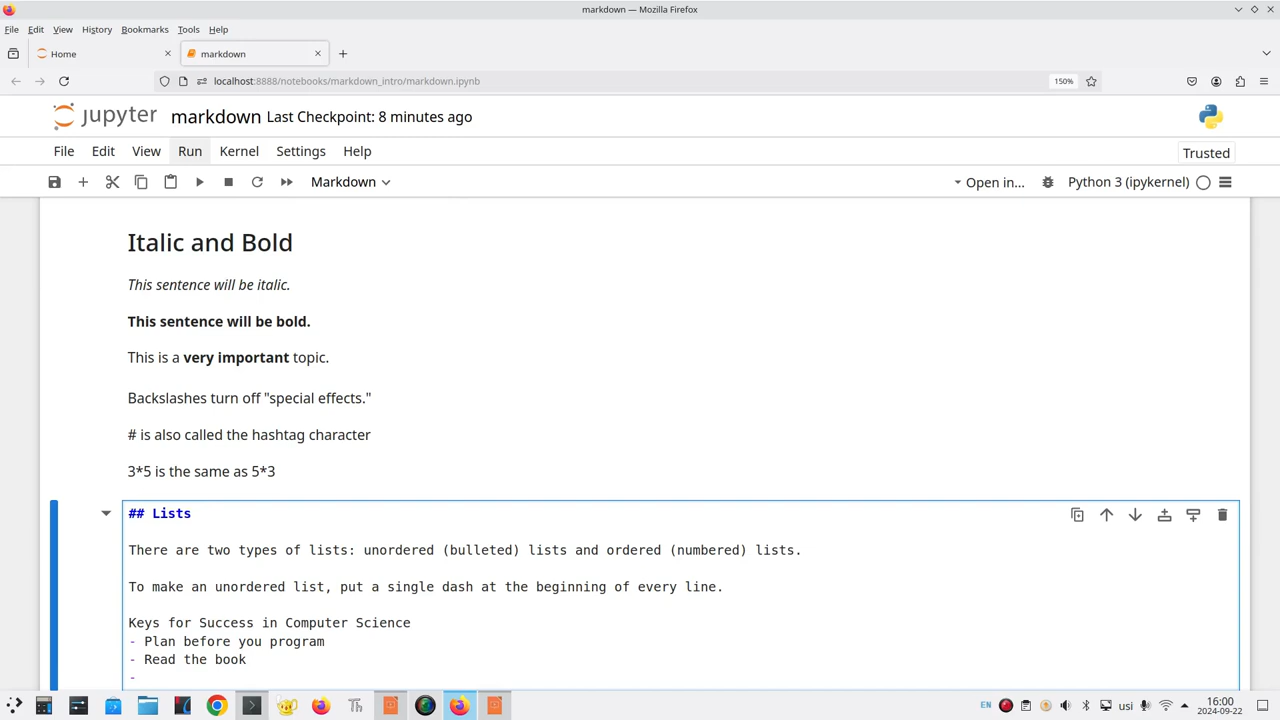 markdown — Mozilla Firefox
File Edit View History Bookmarks Tools Help
Home markdown
localhost:8888/notebooks/markdown_intro/markdown.ipynb 150%
jupyter markdown Last Checkpoint: 8 minutes ago
File Edit View Run Kernel Settings Help Trusted
Markdown Open in... Python 3 (ipykernel)
Italic and Bold
This sentence will be italic.
This sentence will be bold.
This is a very important topic.
Backslashes turn off "special effects."
# is also called the hashtag character
3*5 is the same as 5*3
## Lists
There are two types of lists: unordered (bulleted) lists and ordered (numbered) lists.
To make an unordered list, put a single dash at the beginning of every line.
Keys for Success in Computer Science
- Plan before you program
- Read the book
-
Th EN usi 16:00
2024-09-22